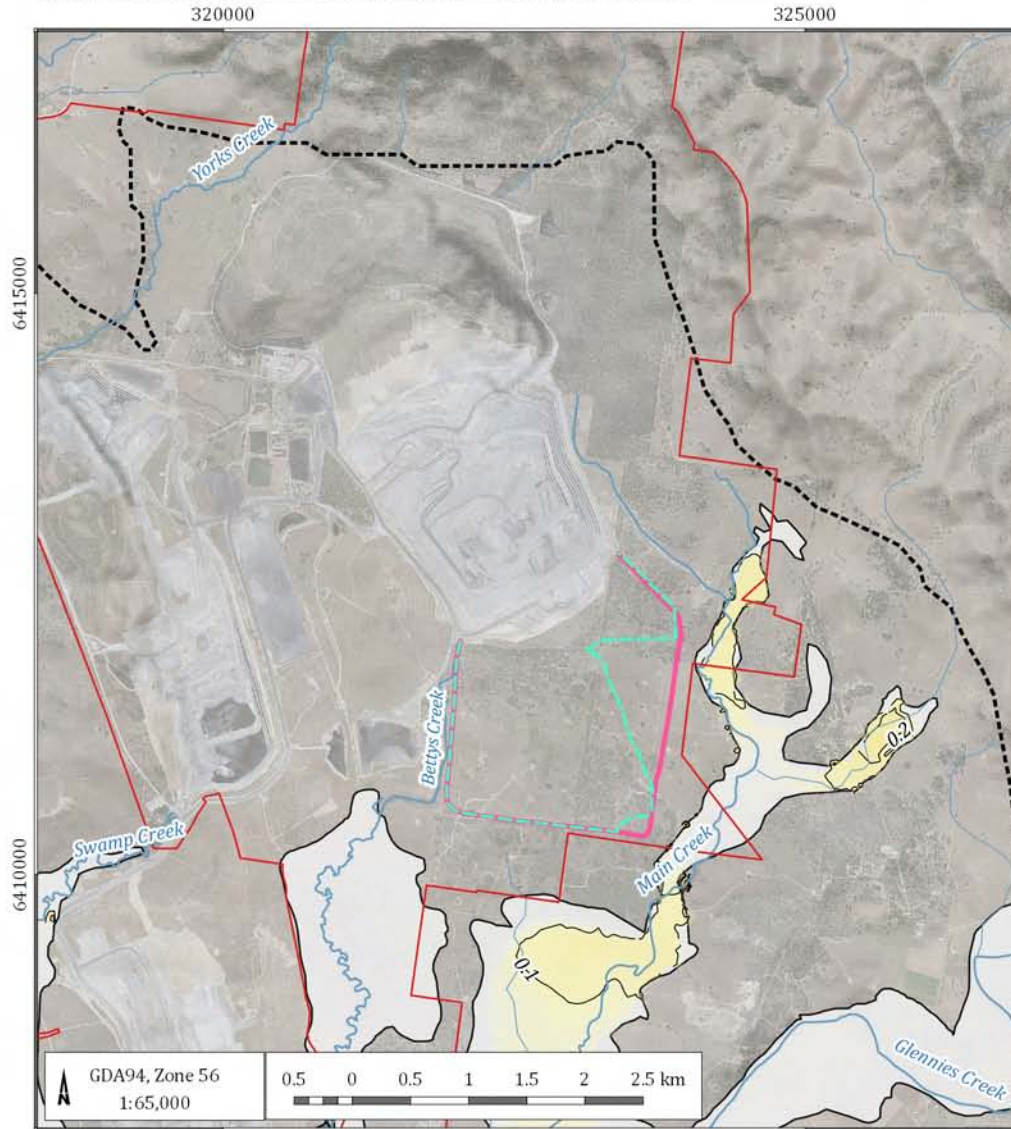 320000
325000
Yorks Creek
6415000
Bettys Creek
0·2
Swamp Creek
6410000
Main Creek
0·1
Glennies Creek
GDA94, Zone 56
1:65,000
0.5 0 0.5 1 1.5 2 2.5 km
N